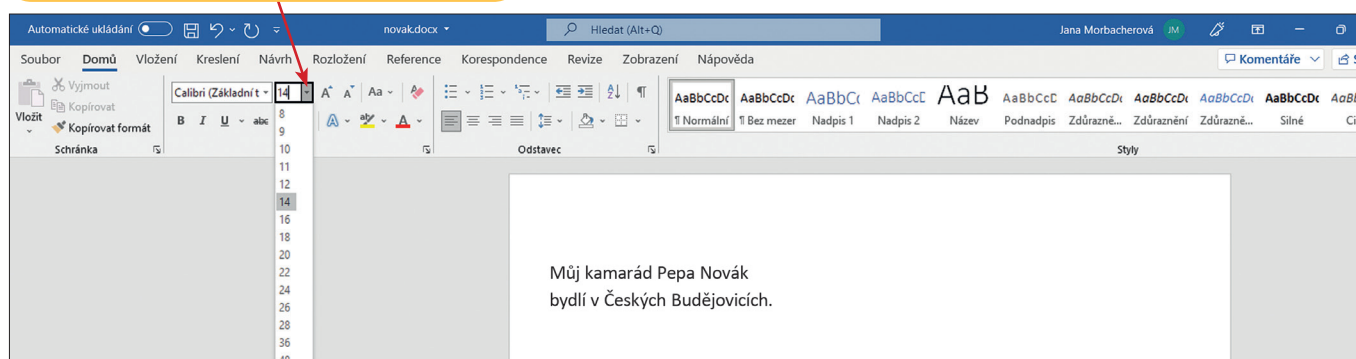 Automatické ukládání
novak.docx
Hledat (Alt+Q)
Jana Morbacherová JM
Soubor Domů Vložení Kreslení Návrh Rozložení Reference Korespondence Revize Zobrazení Nápověda
Komentáře
Vložit
Vyjmout
Kopírovat
Kopírovat formát
Schránka
Calibri (Základní t 14
B I U abc
A A Aa
A A
8
9
10
11
12
14
16
18
20
22
24
26
28
36
Odstavec
AaBbCcDc AaBbCcDc AaBbCc AaBbCcE AaB AaBbCcD AaBbCcDc AaBbCcDc AaBbCcDc AaBbCcDc
¶ Normální ¶ Bez mezer Nadpis 1 Nadpis 2 Název Podnadpis Zdůrazně... Zdůraznění Zdůrazně... Silné
Styly
Můj kamarád Pepa Novák
bydlí v Českých Budějovicích.